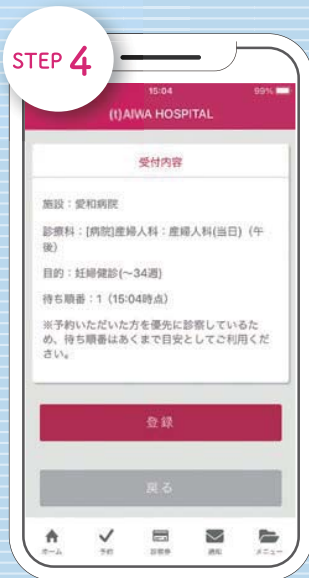 STEP 4
15:04
99%
(t)AIWA HOSPITAL
受付内容
施設：愛和病院
診療科：[病院]産婦人科：産婦人科(当日)（午
後）
目的：妊婦健診(～34週)
待ち順番：1（15:04時点）
※予約いただいた方を優先に診察しているた
め、待ち順番はあくまで目安としてご利用くだ
さい。
登録
戻る
ホーム
予約
診察券
通知
メニュー